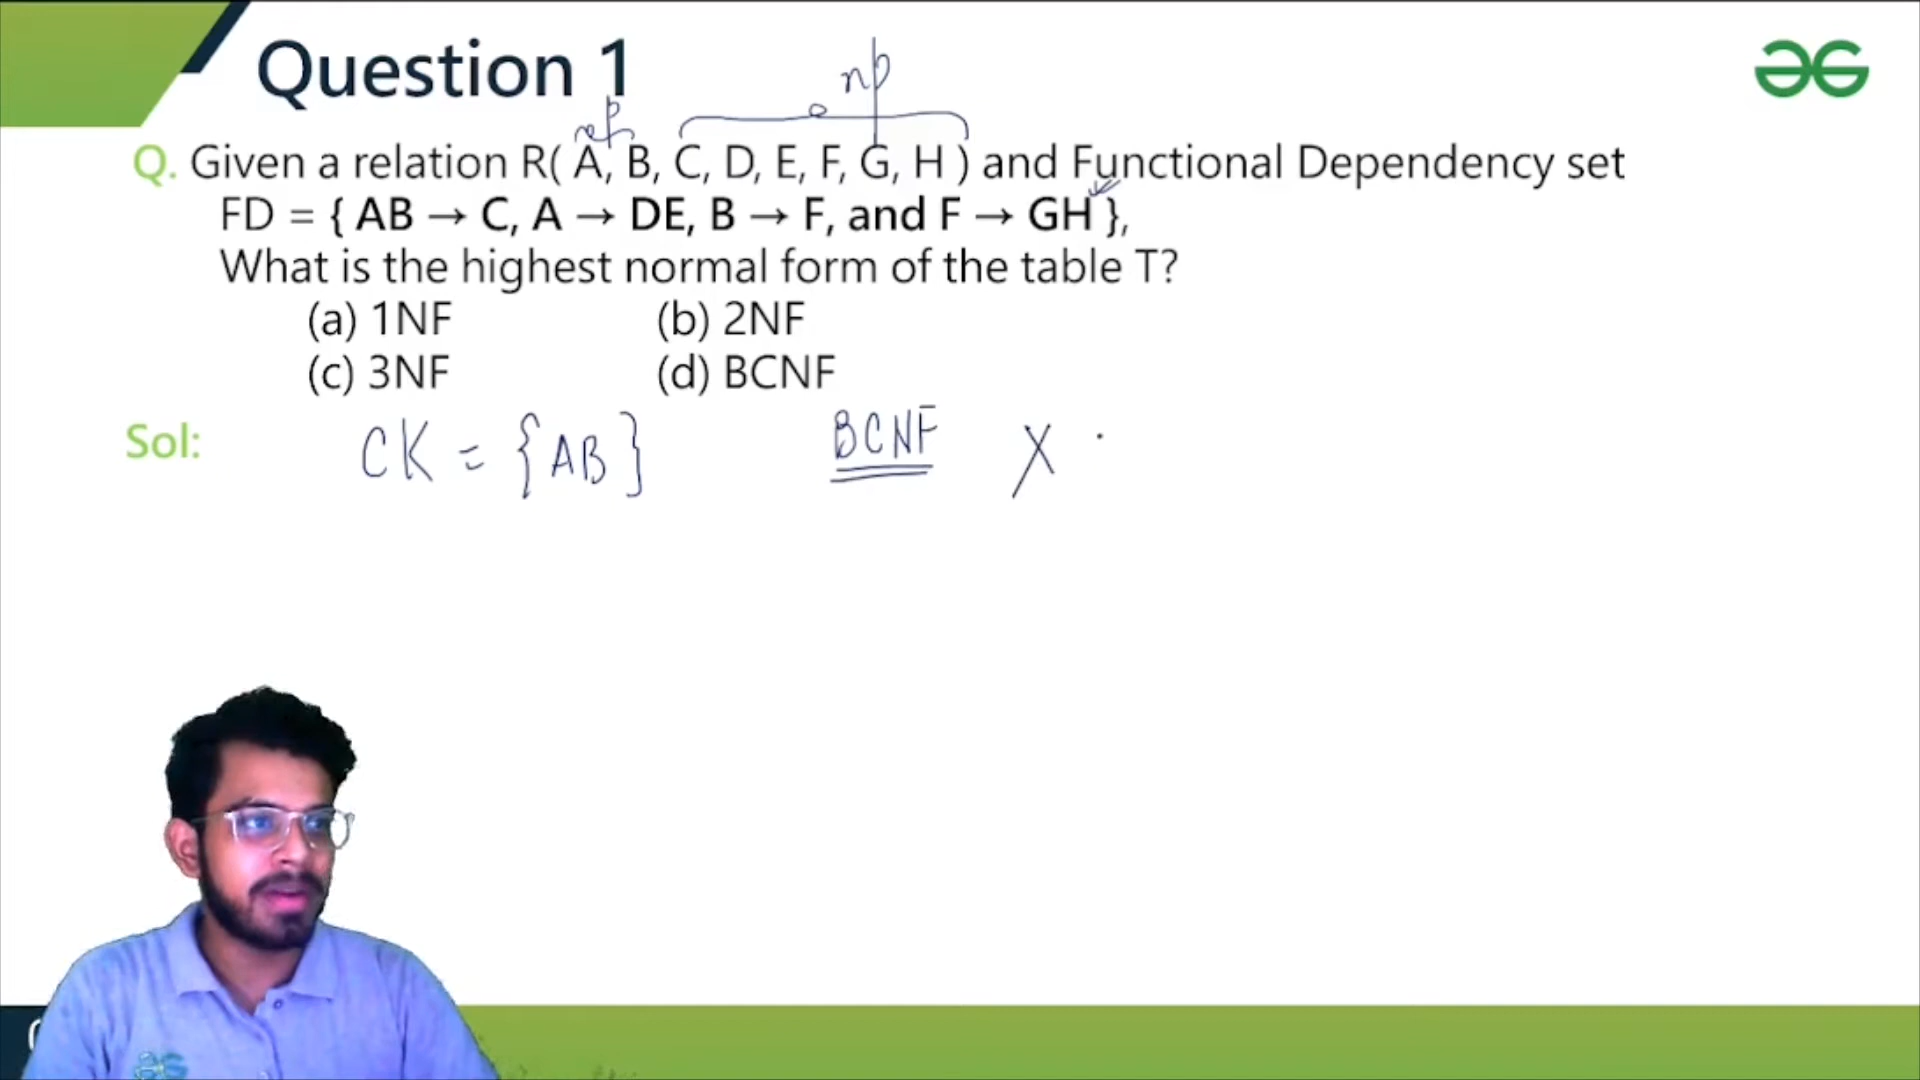 Question 1
np
np
Q. Given a relation R( A, B, C, D, E, F, G, H ) and Functional Dependency set
FD = { AB → C, A → DE, B → F, and F → GH },
What is the highest normal form of the table T?
(a) 1NF (b) 2NF
(c) 3NF (d) BCNF
Sol: CK = {AB} BCNF X